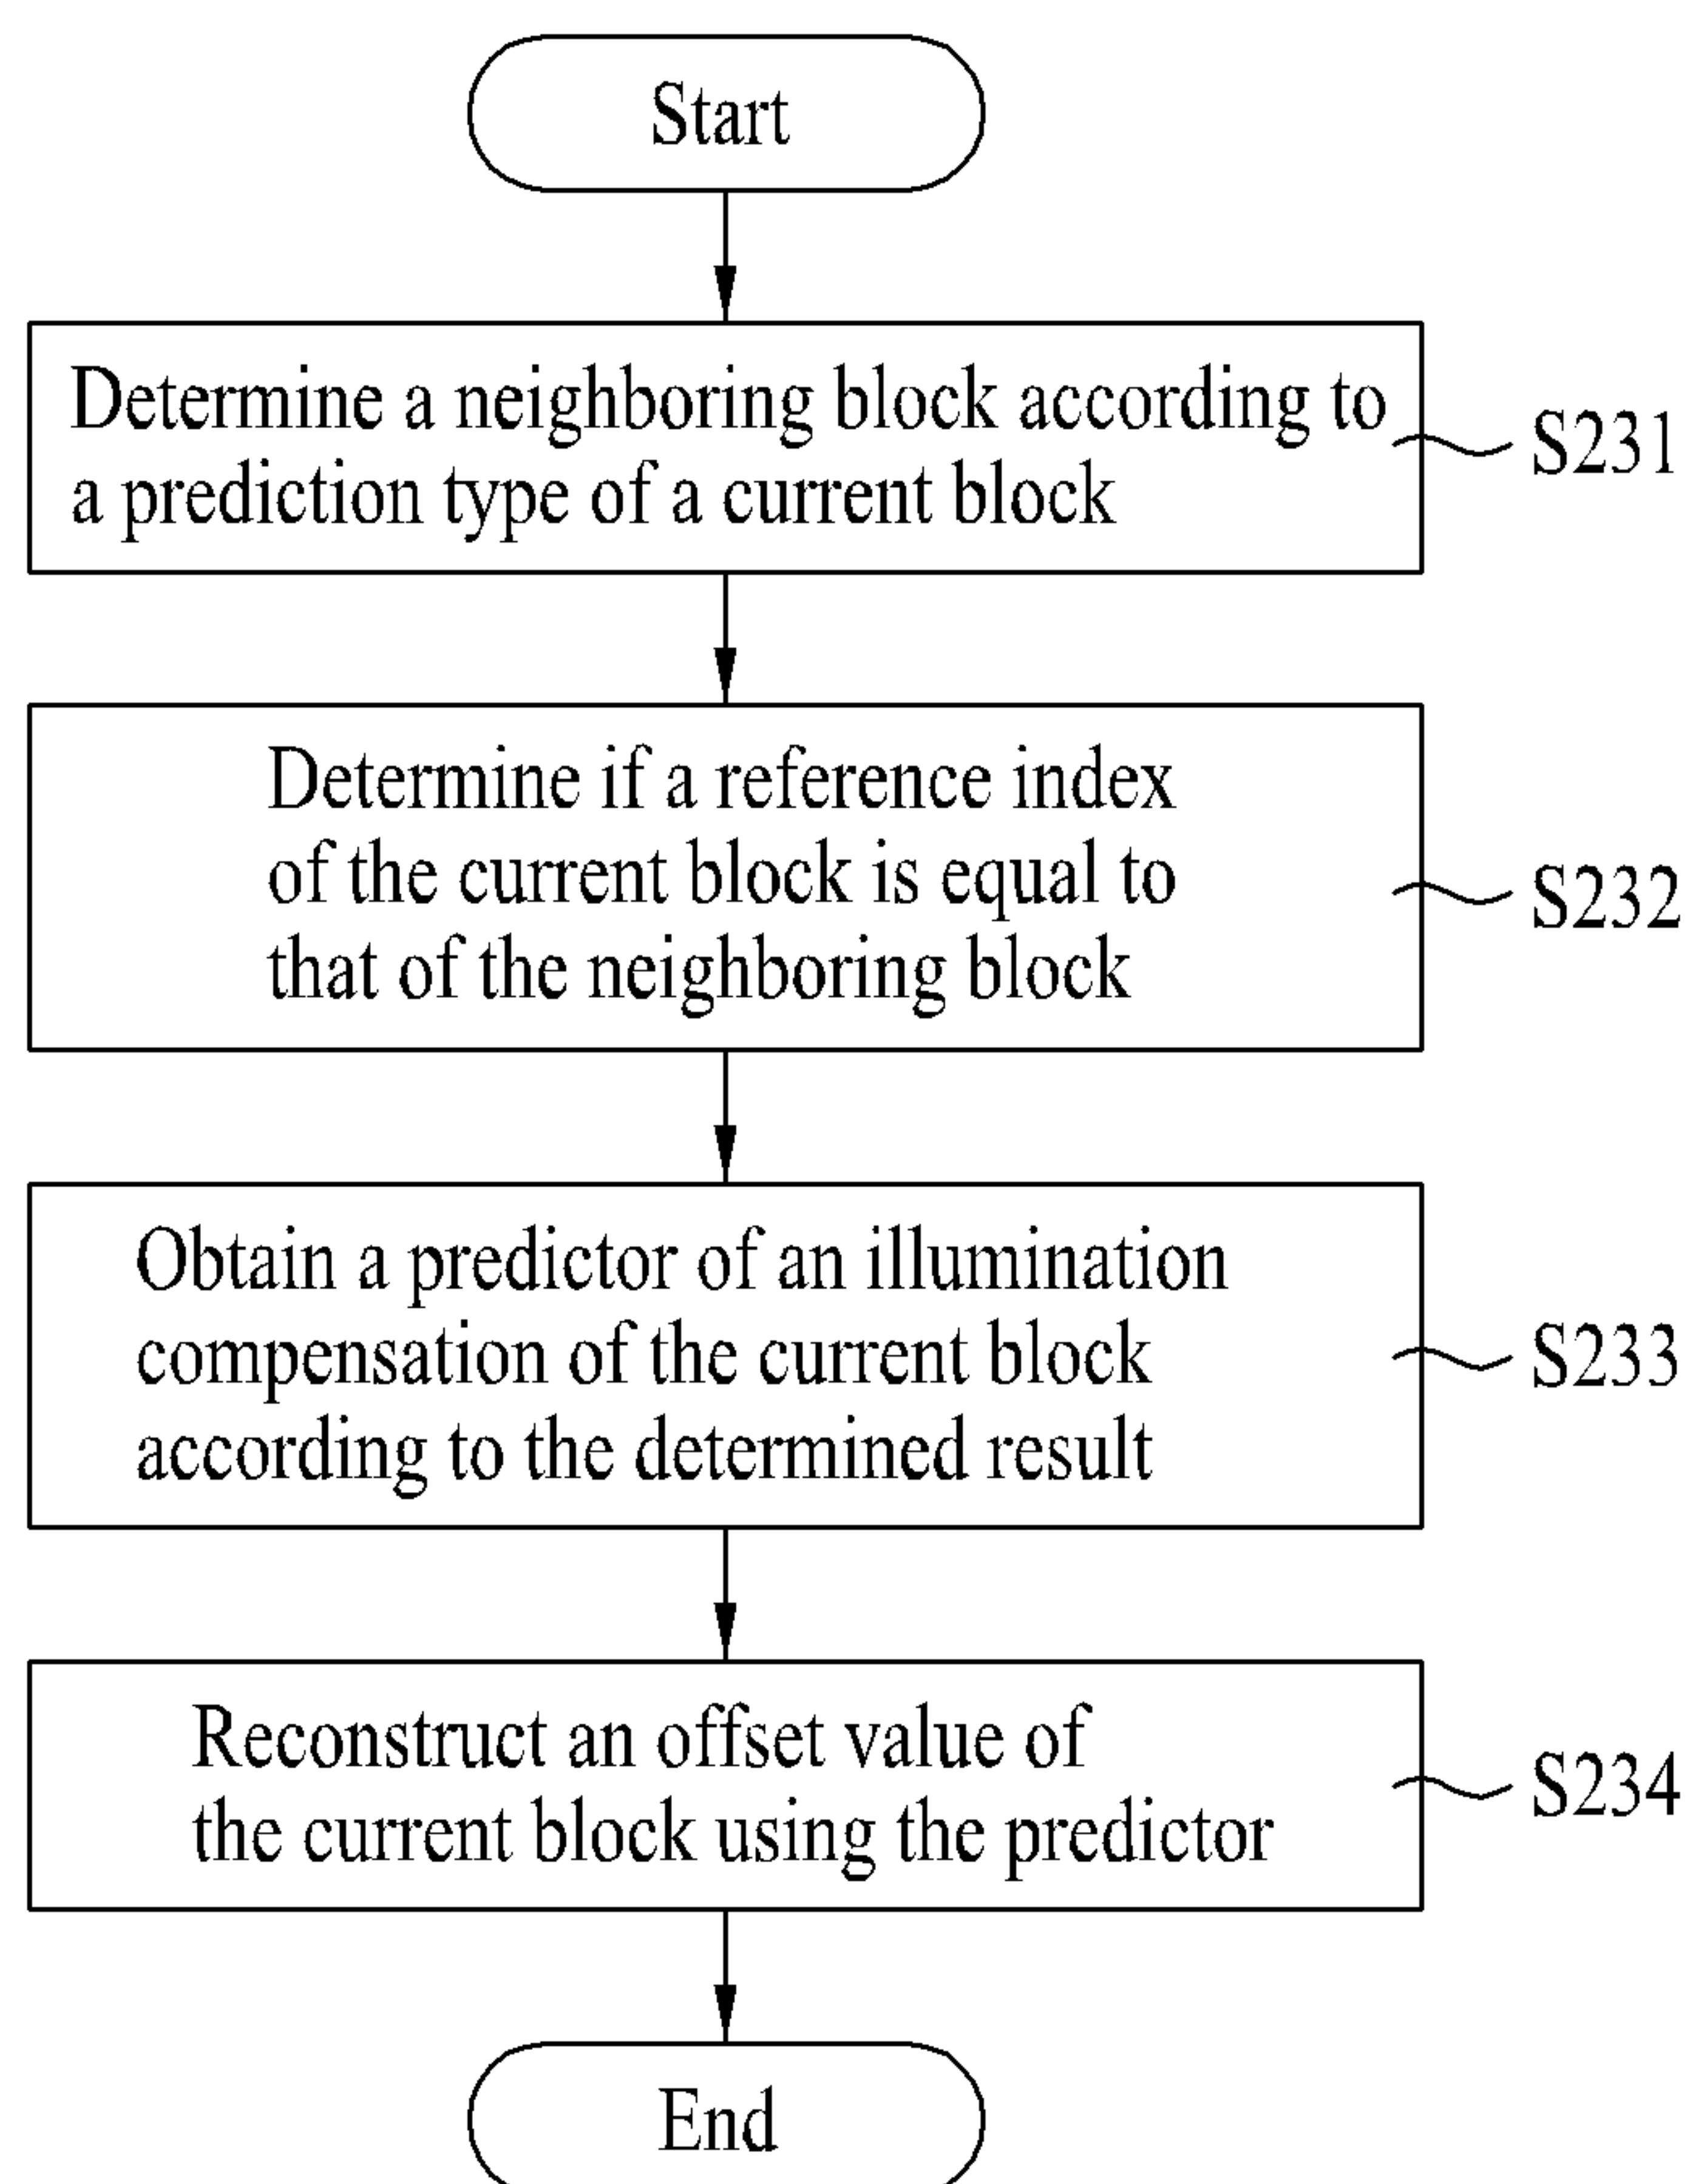 Start
Determine a neighboring block according to
a prediction type of a current block
S231
Determine if a reference index
of the current block is equal to
that of the neighboring block
S232
Obtain a predictor of an illumination
compensation of the current block
according to the determined result
S233
Reconstruct an offset value of
the current block using the predictor
S234
End